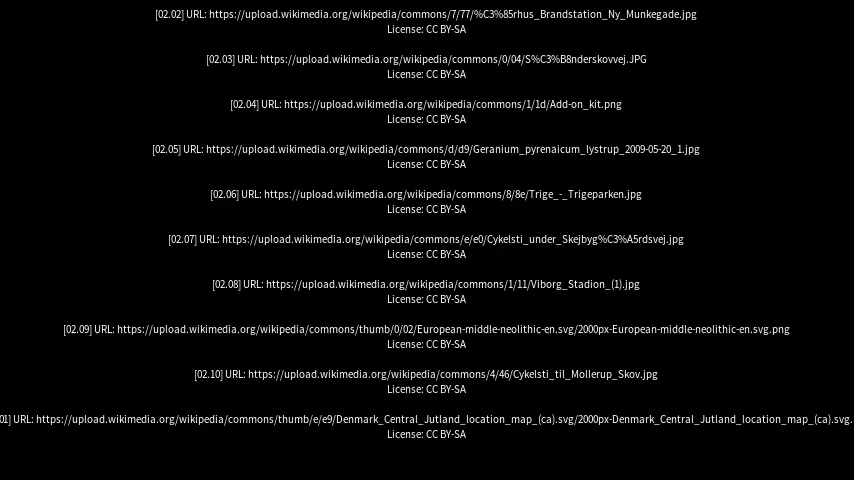 [02.02] URL: https://upload.wikimedia.org/wikipedia/commons/7/77/%C3%85rhus_Brandstation_Ny_Munkegade.jpg
License: CC BY-SA
[02.03] URL: https://upload.wikimedia.org/wikipedia/commons/0/04/S%C3%B8nderskovvej.JPG
License: CC BY-SA
[02.04] URL: https://upload.wikimedia.org/wikipedia/commons/1/1d/Add-on_kit.png
License: CC BY-SA
[02.05] URL: https://upload.wikimedia.org/wikipedia/commons/d/d9/Geranium_pyrenaicum_lystrup_2009-05-20_1.jpg
License: CC BY-SA
[02.06] URL: https://upload.wikimedia.org/wikipedia/commons/8/8e/Trige_-_Trigeparken.jpg
License: CC BY-SA
[02.07] URL: https://upload.wikimedia.org/wikipedia/commons/e/e0/Cykelsti_under_Skejbyg%C3%A5rdsvej.jpg
License: CC BY-SA
[02.08] URL: https://upload.wikimedia.org/wikipedia/commons/1/11/Viborg_Stadion_(1).jpg
License: CC BY-SA
[02.09] URL: https://upload.wikimedia.org/wikipedia/commons/thumb/0/02/European-middle-neolithic-en.svg/2000px-European-middle-neolithic-en.svg.png
License: CC BY-SA
[02.10] URL: https://upload.wikimedia.org/wikipedia/commons/4/46/Cykelsti_til_Mollerup_Skov.jpg
License: CC BY-SA
01] URL: https://upload.wikimedia.org/wikipedia/commons/thumb/e/e9/Denmark_Central_Jutland_location_map_(ca).svg/2000px-Denmark_Central_Jutland_location_map_(ca).svg.
License: CC BY-SA